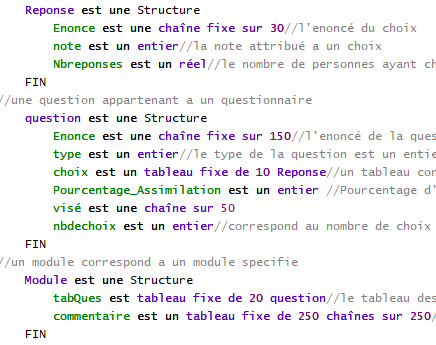 Reponse est une Structure
Enonce est une chaîne fixe sur 30//l'enoncé du choix
note est un entier//la note attribué a un choix
Nbreponses est un réel//le nombre de personnes ayant ch
FIN
//une question appartenant a un questionnaire
question est une Structure
Enonce est une chaîne fixe sur 150//l'enoncé de la ques
type est un entier//le type de la question est un entie
choix est un tableau fixe de 10 Reponse//un tableau con
Pourcentage_Assimilation est un entier //Pourcentage d'
visé est une chaîne sur 50
nbdechoix est un entier//correspond au nombre de choix
FIN
//un module correspond a un module specifie
Module est une Structure
tabQues est tableau fixe de 20 question//le tableau des
commentaire est un tableau fixe de 250 chaînes sur 250/
FIN